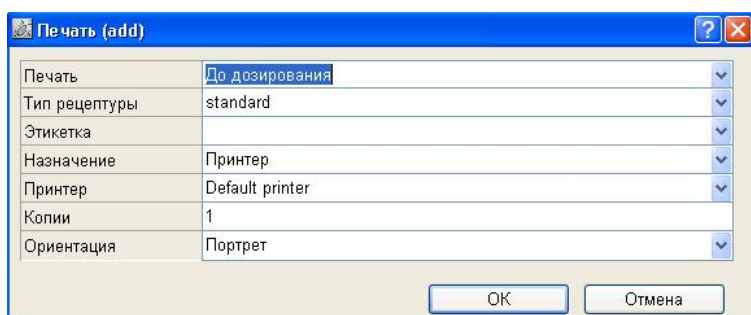 Печать (add)
Печать До дозирования
Тип рецептуры standard
Этикетка
Назначение Принтер
Принтер Default printer
Копии 1
Ориентация Портрет
OK Отмена